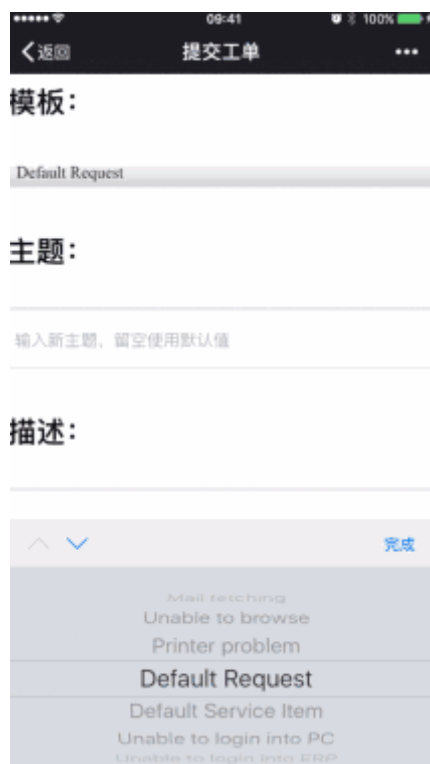 09:41
100%
返回
提交工单
模板：
Default Request
主题：
输入新主题，留空使用默认值
描述：
完成
Mail fetching
Unable to browse
Printer problem
Default Request
Default Service Item
Unable to login into PC
Unable to login into ERP